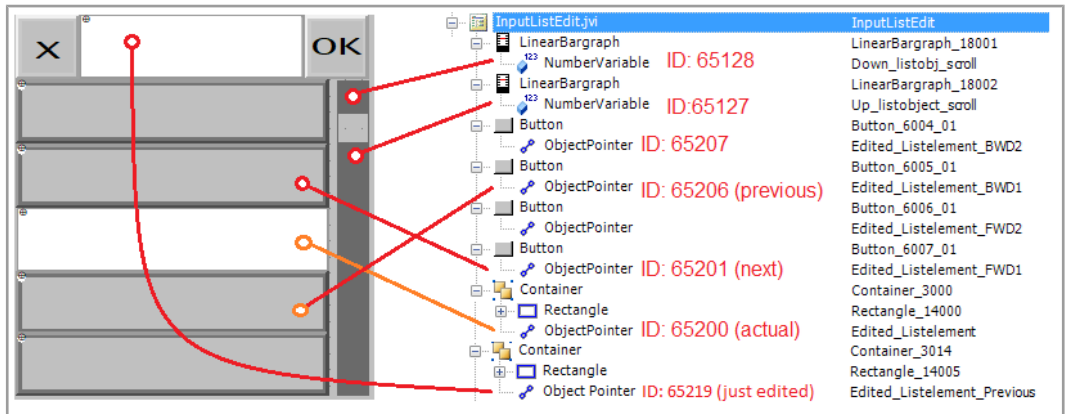 X
OK
InputListEdit.jvi InputListEdit
LinearBargraph LinearBargraph_18001
123 NumberVariable ID: 65128 Down_listobj_scroll
LinearBargraph LinearBargraph_18002
123 NumberVariable ID:65127 Up_listobject_scroll
Button Button_6004_01
ObjectPointer ID: 65207 Edited_Listelement_BWD2
Button Button_6005_01
ObjectPointer ID: 65206 (previous) Edited_Listelement_BWD1
Button Button_6006_01
ObjectPointer Edited_Listelement_FWD2
Button Button_6007_01
ObjectPointer ID: 65201 (next) Edited_Listelement_FWD1
Container Container_3000
Rectangle Rectangle_14000
ObjectPointer ID: 65200 (actual) Edited_Listelement
Container Container_3014
Rectangle Rectangle_14005
Object Pointer ID: 65219 (just edited) Edited_Listelement_Previous